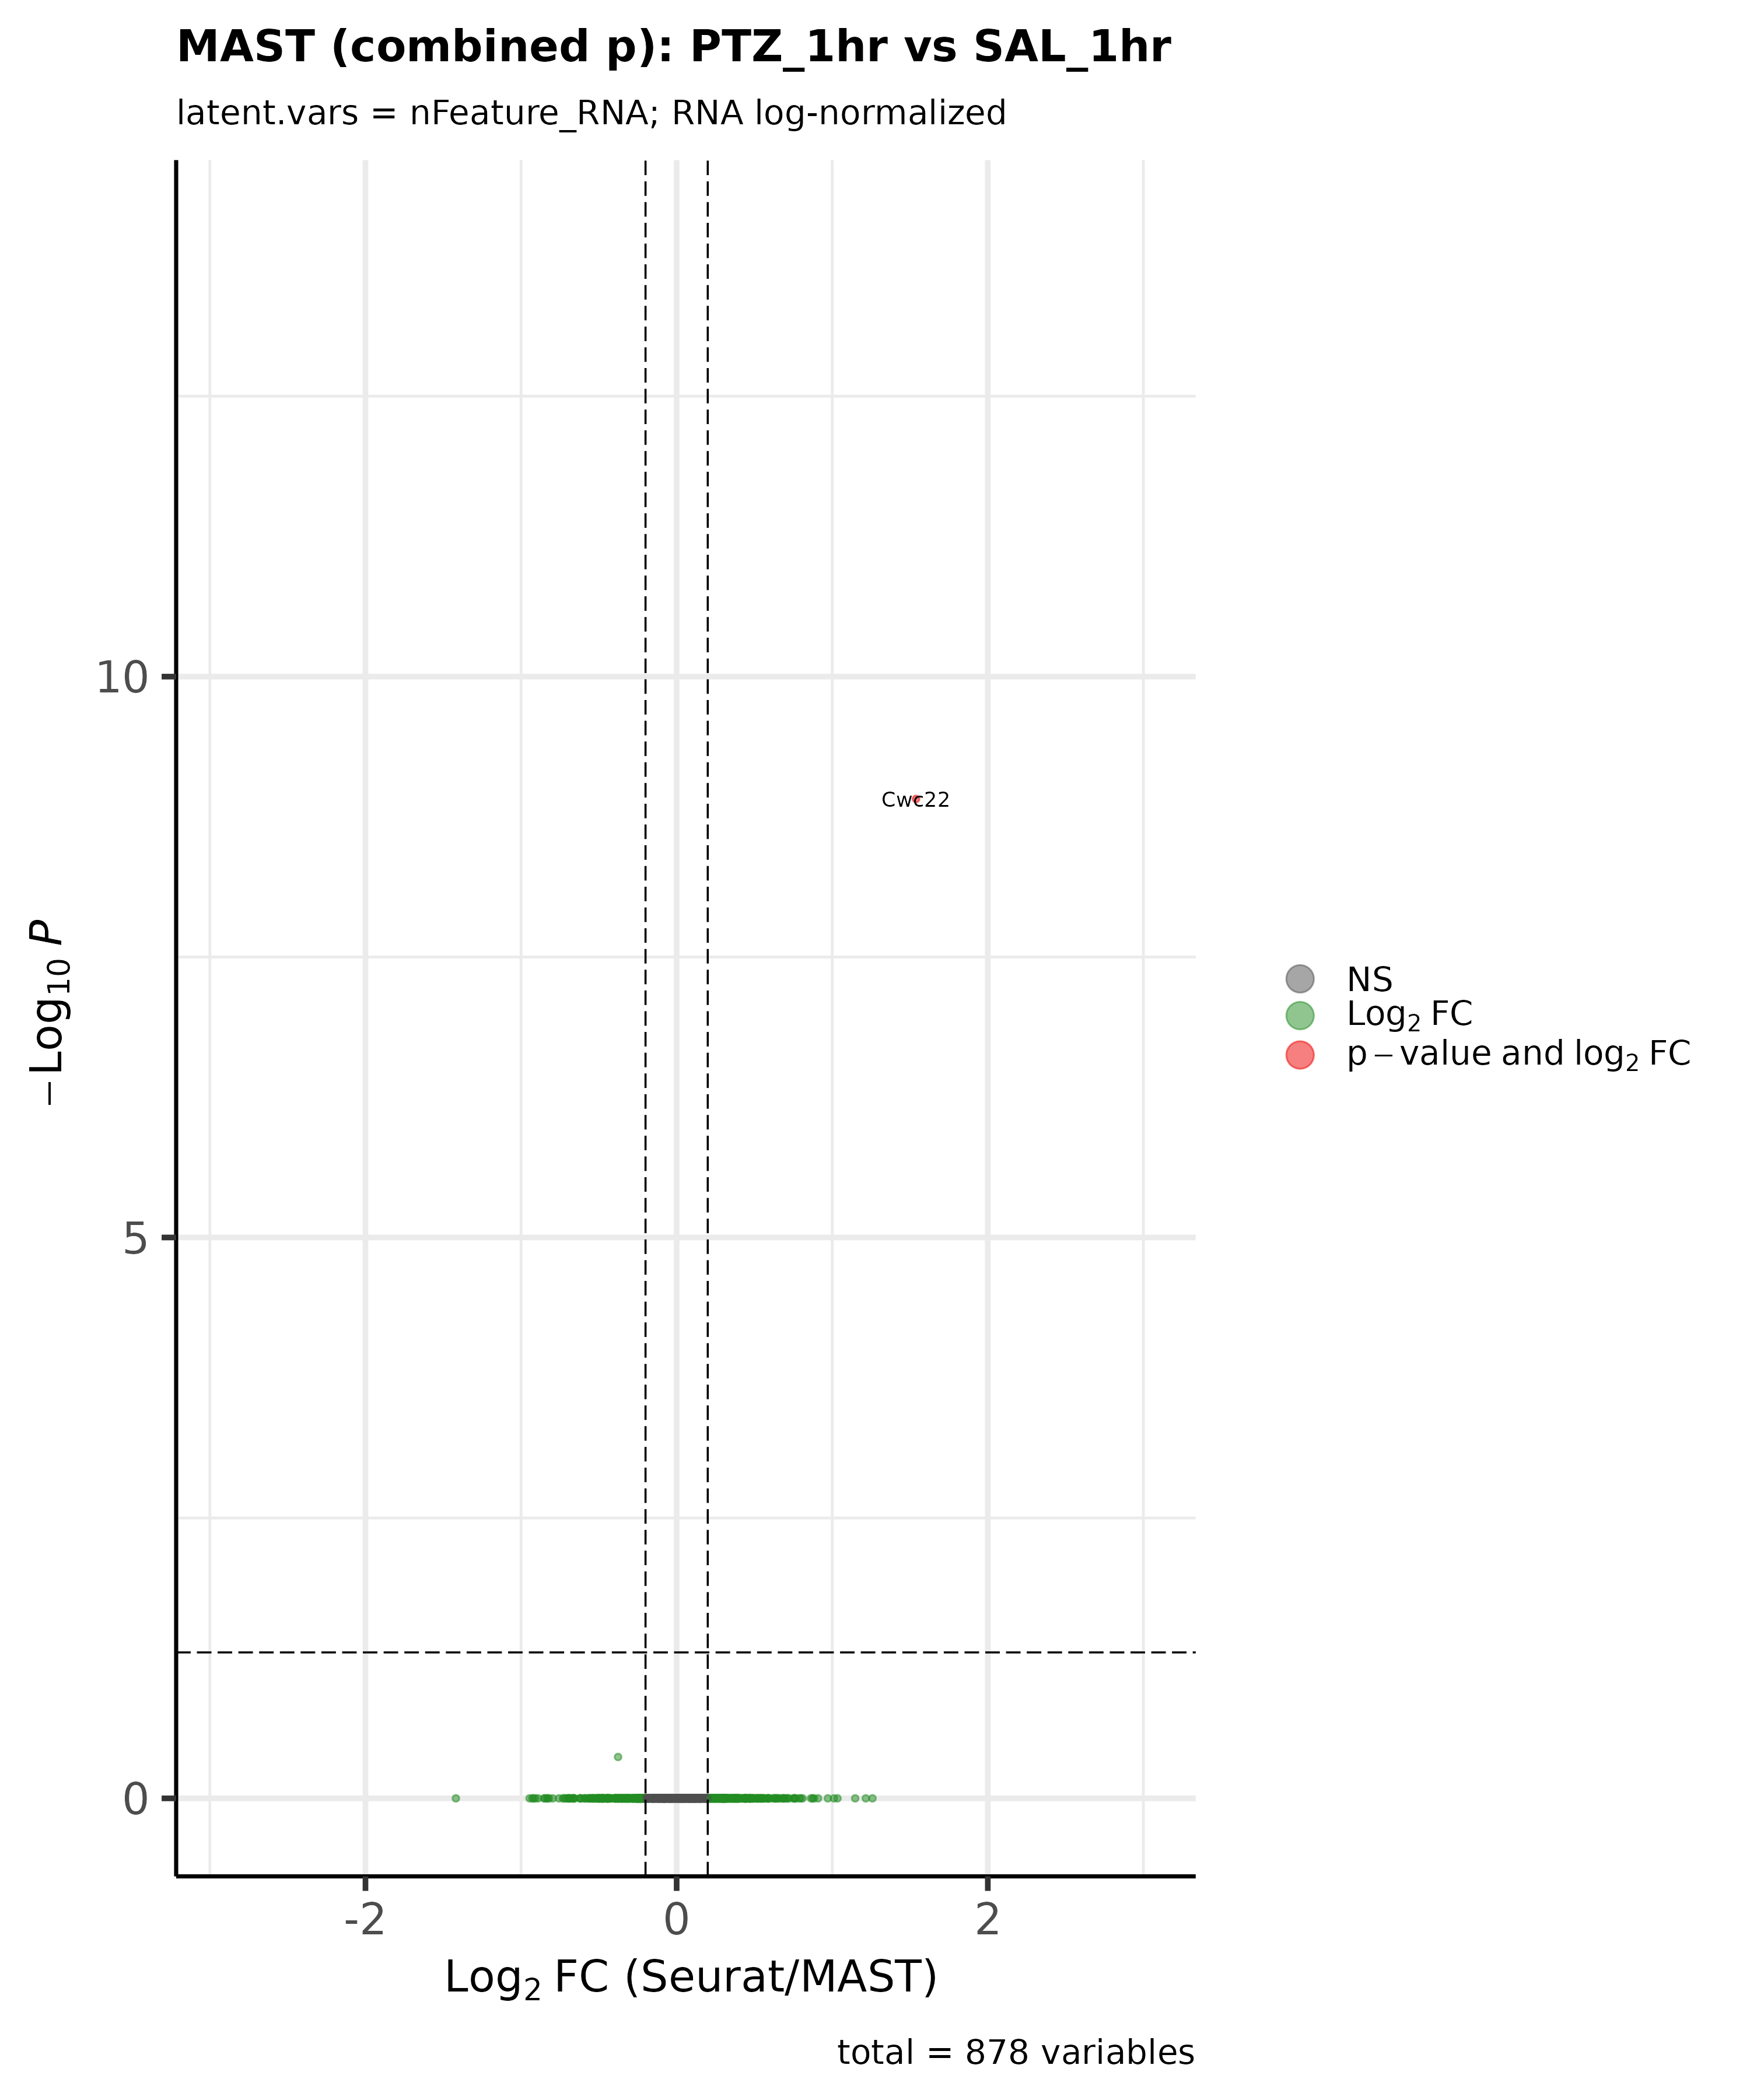 MAST (combined p): PTZ_1hr vs SAL_1hr
latent.vars = nFeature_RNA; RNA log-normalized
10
5
0
−Log₁₀ P
Cwc22
NS
Log₂ FC
p−value and log₂ FC
-2 0 2
Log₂ FC (Seurat/MAST)
total = 878 variables